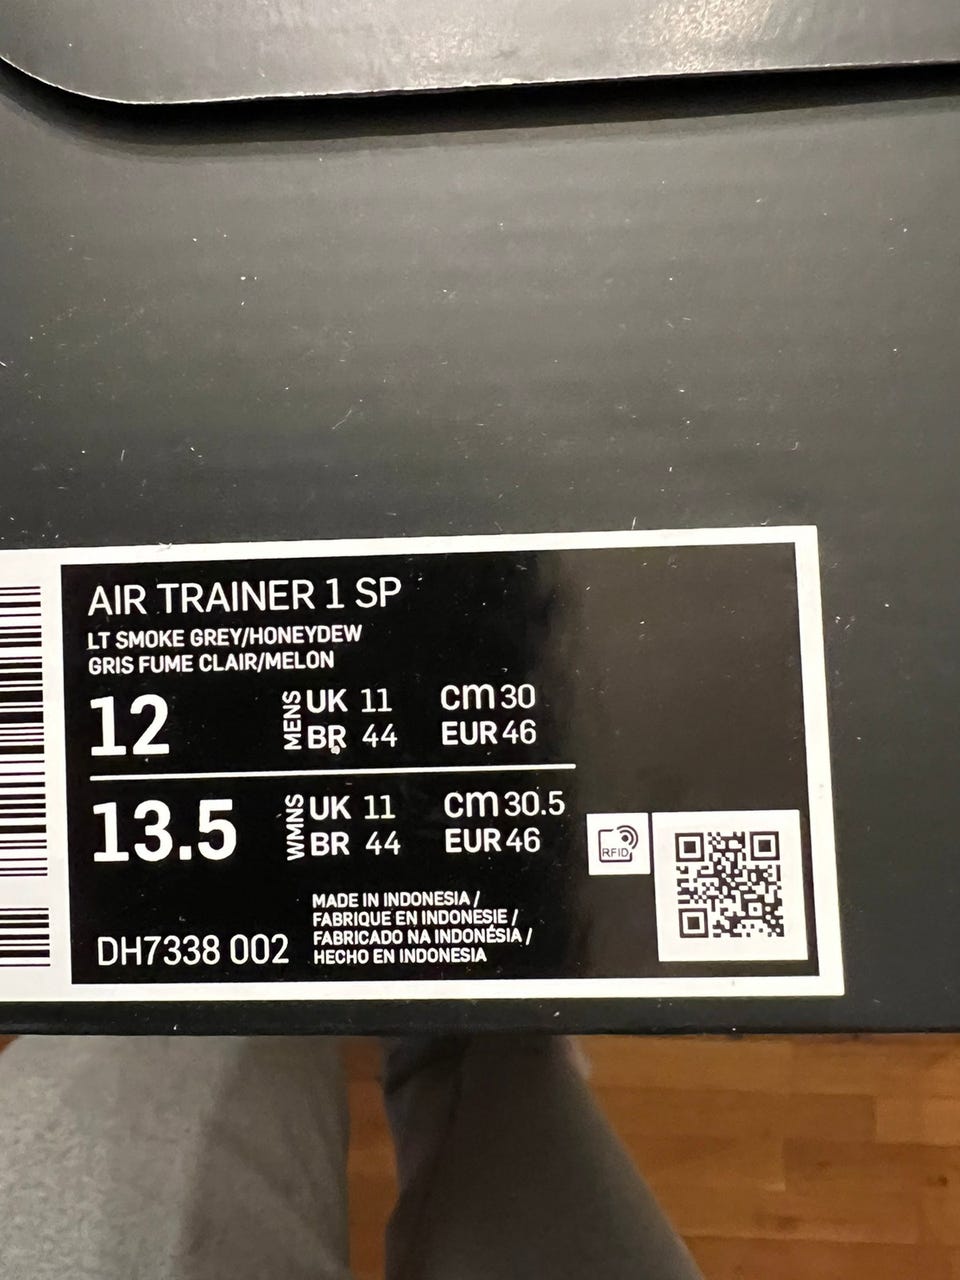 AIR TRAINER 1 SP
LT SMOKE GREY/HONEYDEW
GRIS FUME CLAIR/MELON
12 MENS UK 11 cm 30
BR 44 EUR 46
13.5 WMNS UK 11 cm 30.5
BR 44 EUR 46
RFID
MADE IN INDONESIA /
FABRIQUE EN INDONESIE /
FABRICADO NA INDONÉSIA /
HECHO EN INDONESIA
DH7338 002